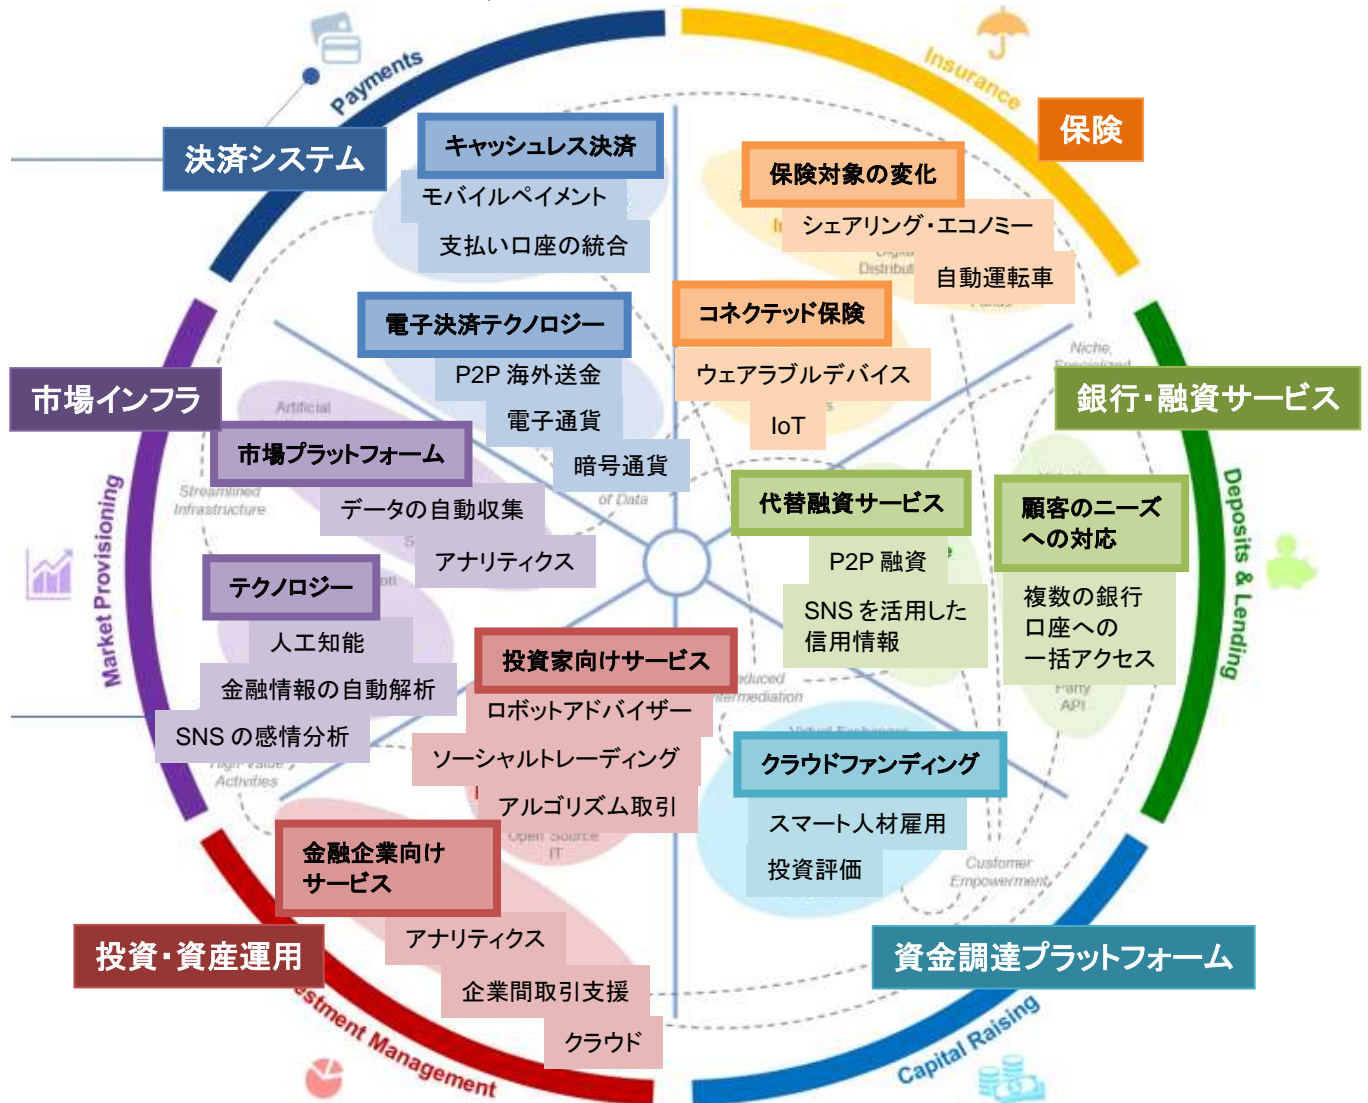 Payments
Insurance
決済システム
キャッシュレス決済
モバイルペイメント
支払い口座の統合
保険
保険対象の変化
シェアリング・エコノミー
自動運転車
電子決済テクノロジー
P2P 海外送金
電子通貨
暗号通貨
コネクテッド保険
ウェアラブルデバイス
IoT
Niche,
市場インフラ
Artificial
市場プラットフォーム
データの自動収集
アナリティクス
Streamlined
Infrastructure
of Data
銀行・融資サービス
代替融資サービス
P2P 融資
SNS を活用した
信用情報
顧客のニーズ
への対応
複数の銀行
口座への
一括アクセス
Party
API
Market Provisioning
Deposits & Lending
テクノロジー
人工知能
金融情報の自動解析
SNS の感情分析
Activities
投資家向けサービス
ロボットアドバイザー
ソーシャルトレーディング
アルゴリズム取引
Open Source
IT
クラウドファンディング
スマート人材雇用
投資評価
Customer
Empowerment
金融企業向け
サービス
アナリティクス
企業間取引支援
クラウド
投資・資産運用
資金調達プラットフォーム
estment Management
Capital Raising